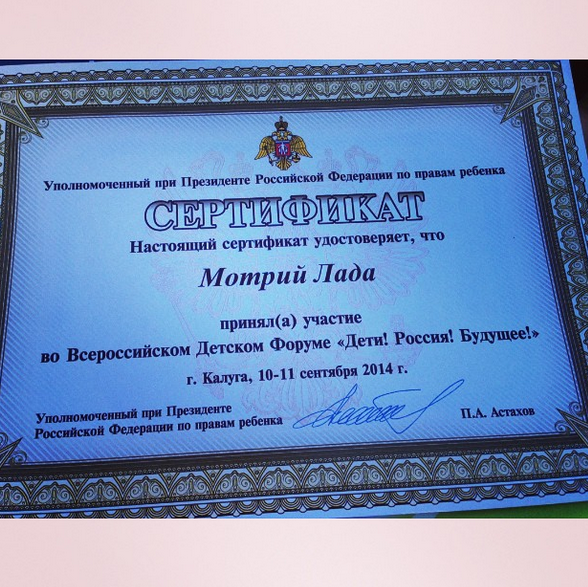 Уполномоченный при Президенте Российской Федерации по правам ребенка
СЕРТИФИКАТ
Настоящий сертификат удостоверяет, что
Мотрий Лада
принял(а) участие
во Всероссийском Детском Форуме «Дети! Россия! Будущее!»
г. Калуга, 10-11 сентября 2014 г.
Уполномоченный при Президенте
Российской Федерации по правам ребенка
П.А. Астахов